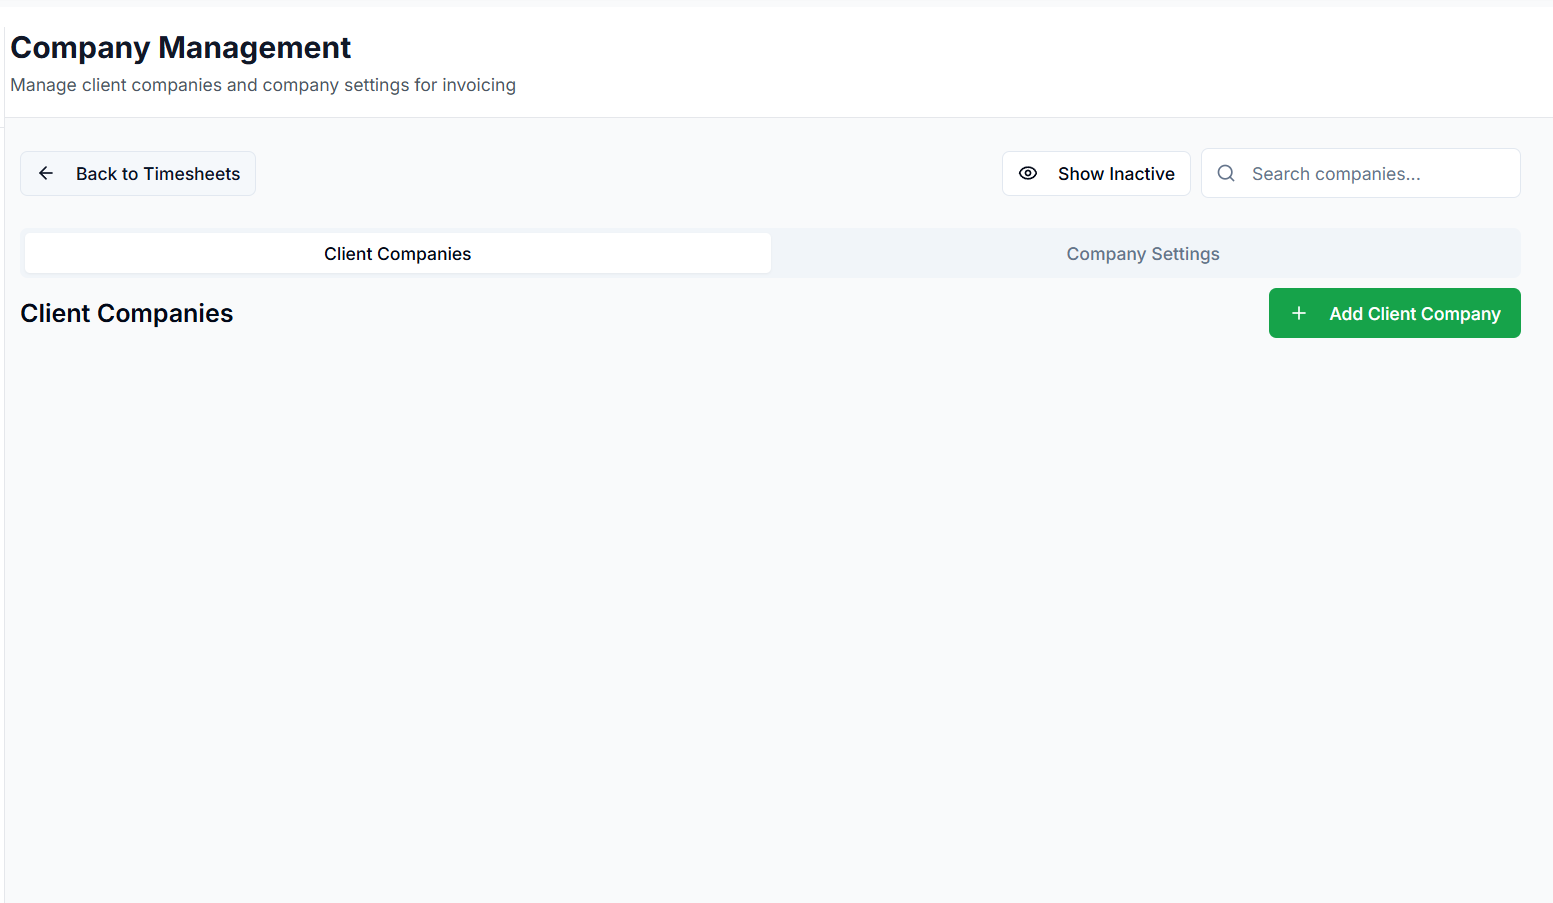 Company Management
Manage client companies and company settings for invoicing
Back to Timesheets
Show Inactive
Search companies...
Client Companies
Company Settings
Client Companies
Add Client Company